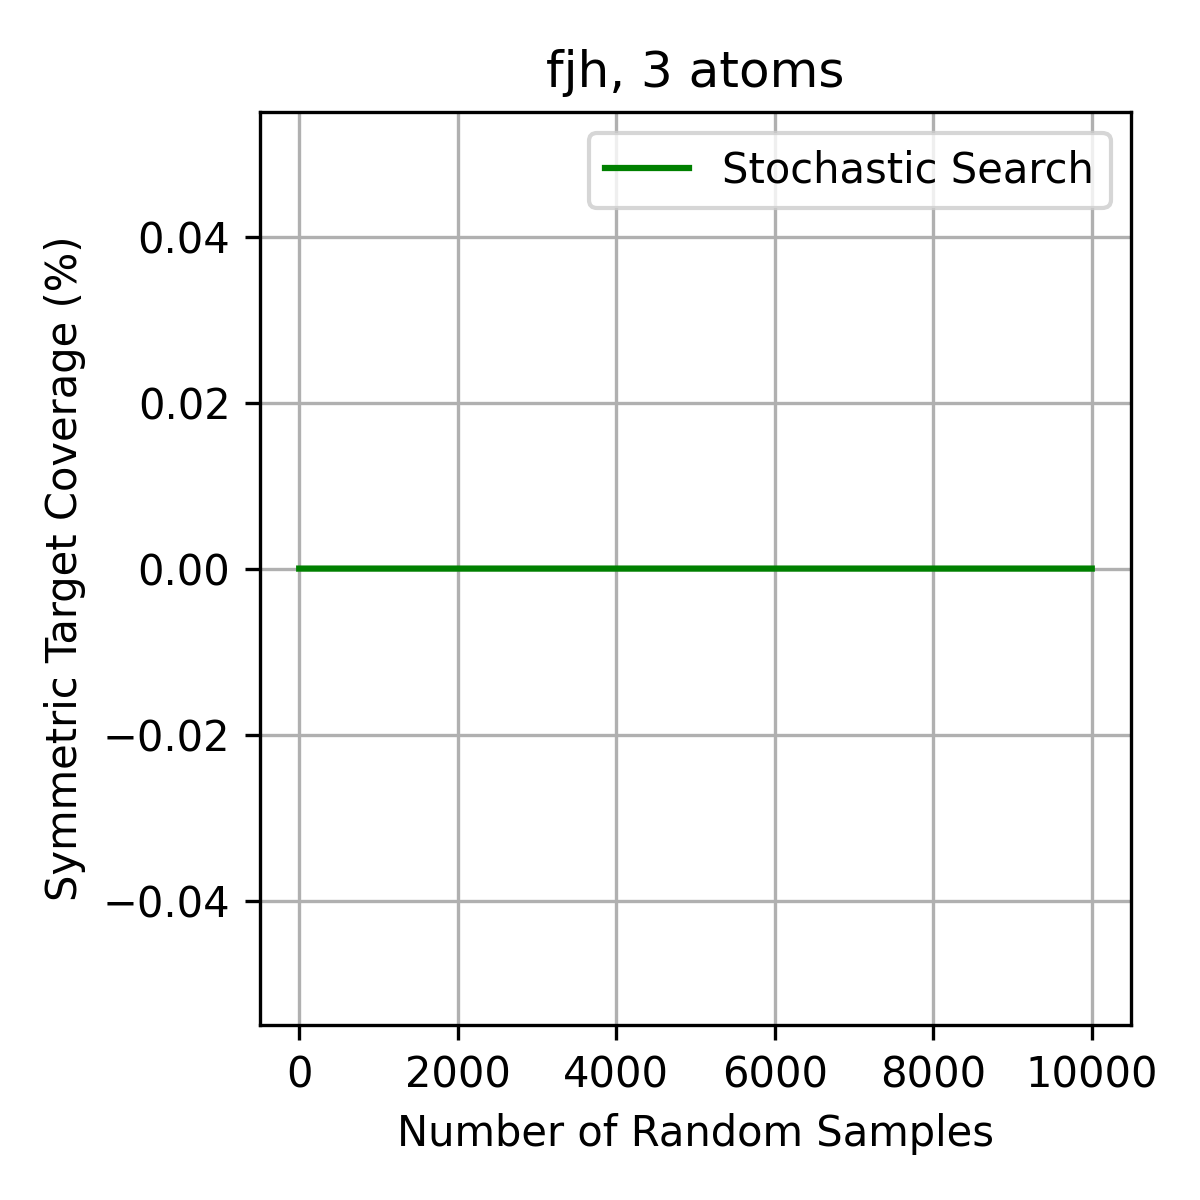 fjh, 3 atoms
Stochastic Search
0.04
0.02
0.00
−0.02
−0.04
Symmetric Target Coverage (%)
0 2000 4000 6000 8000 10000
Number of Random Samples